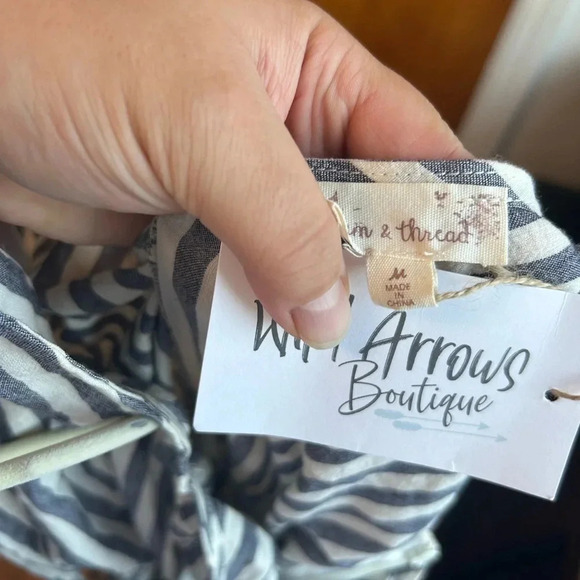 & thread
M
MADE
IN
CHINA
Arrows
Boutique